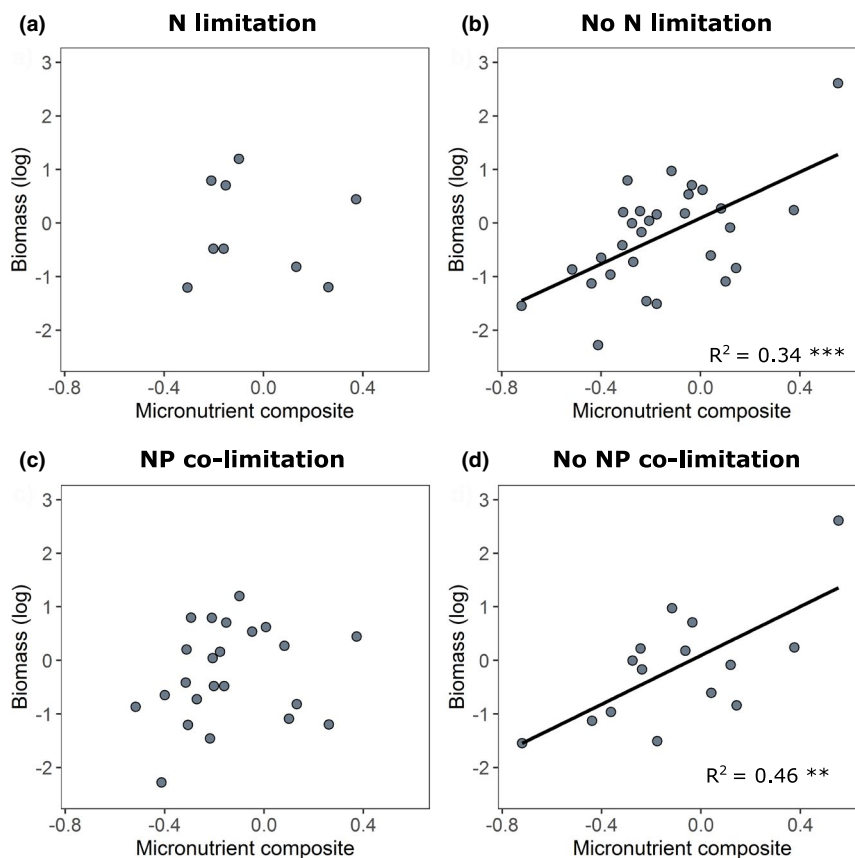 (a) N limitation
3
2
1
0
-1
-2
Biomass (log)
-0.8 -0.4 0.0 0.4
Micronutrient composite
(b) No N limitation
3
2
1
0
-1
-2
Biomass (log)
R² = 0.34 ***
-0.8 -0.4 0.0 0.4
Micronutrient composite
(c) NP co-limitation
3
2
1
0
-1
-2
Biomass (log)
-0.8 -0.4 0.0 0.4
Micronutrient composite
(d) No NP co-limitation
3
2
1
0
-1
-2
Biomass (log)
R² = 0.46 **
-0.8 -0.4 0.0 0.4
Micronutrient composite